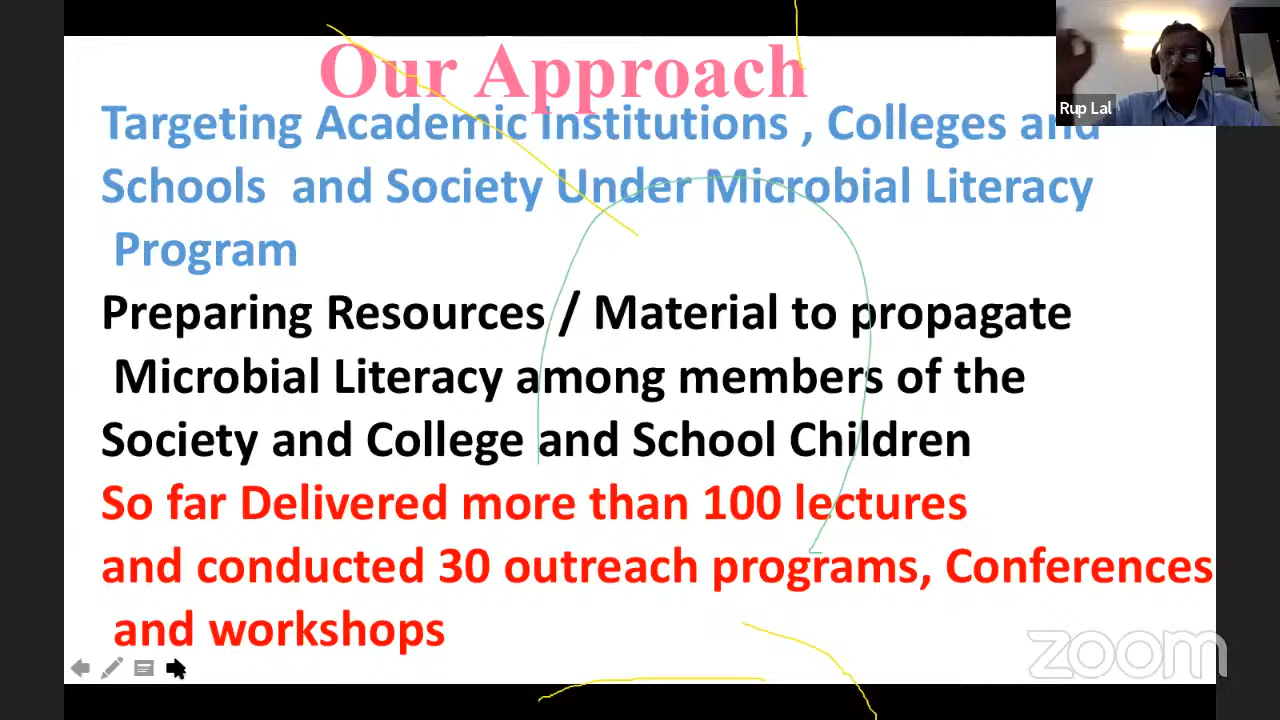 Our Approach
Rup Lal
Targeting Academic Institutions , Colleges and
Schools and Society Under Microbial Literacy
Program
Preparing Resources / Material to propagate
Microbial Literacy among members of the
Society and College and School Children
So far Delivered more than 100 lectures
and conducted 30 outreach programs, Conferences
and workshops
zoom